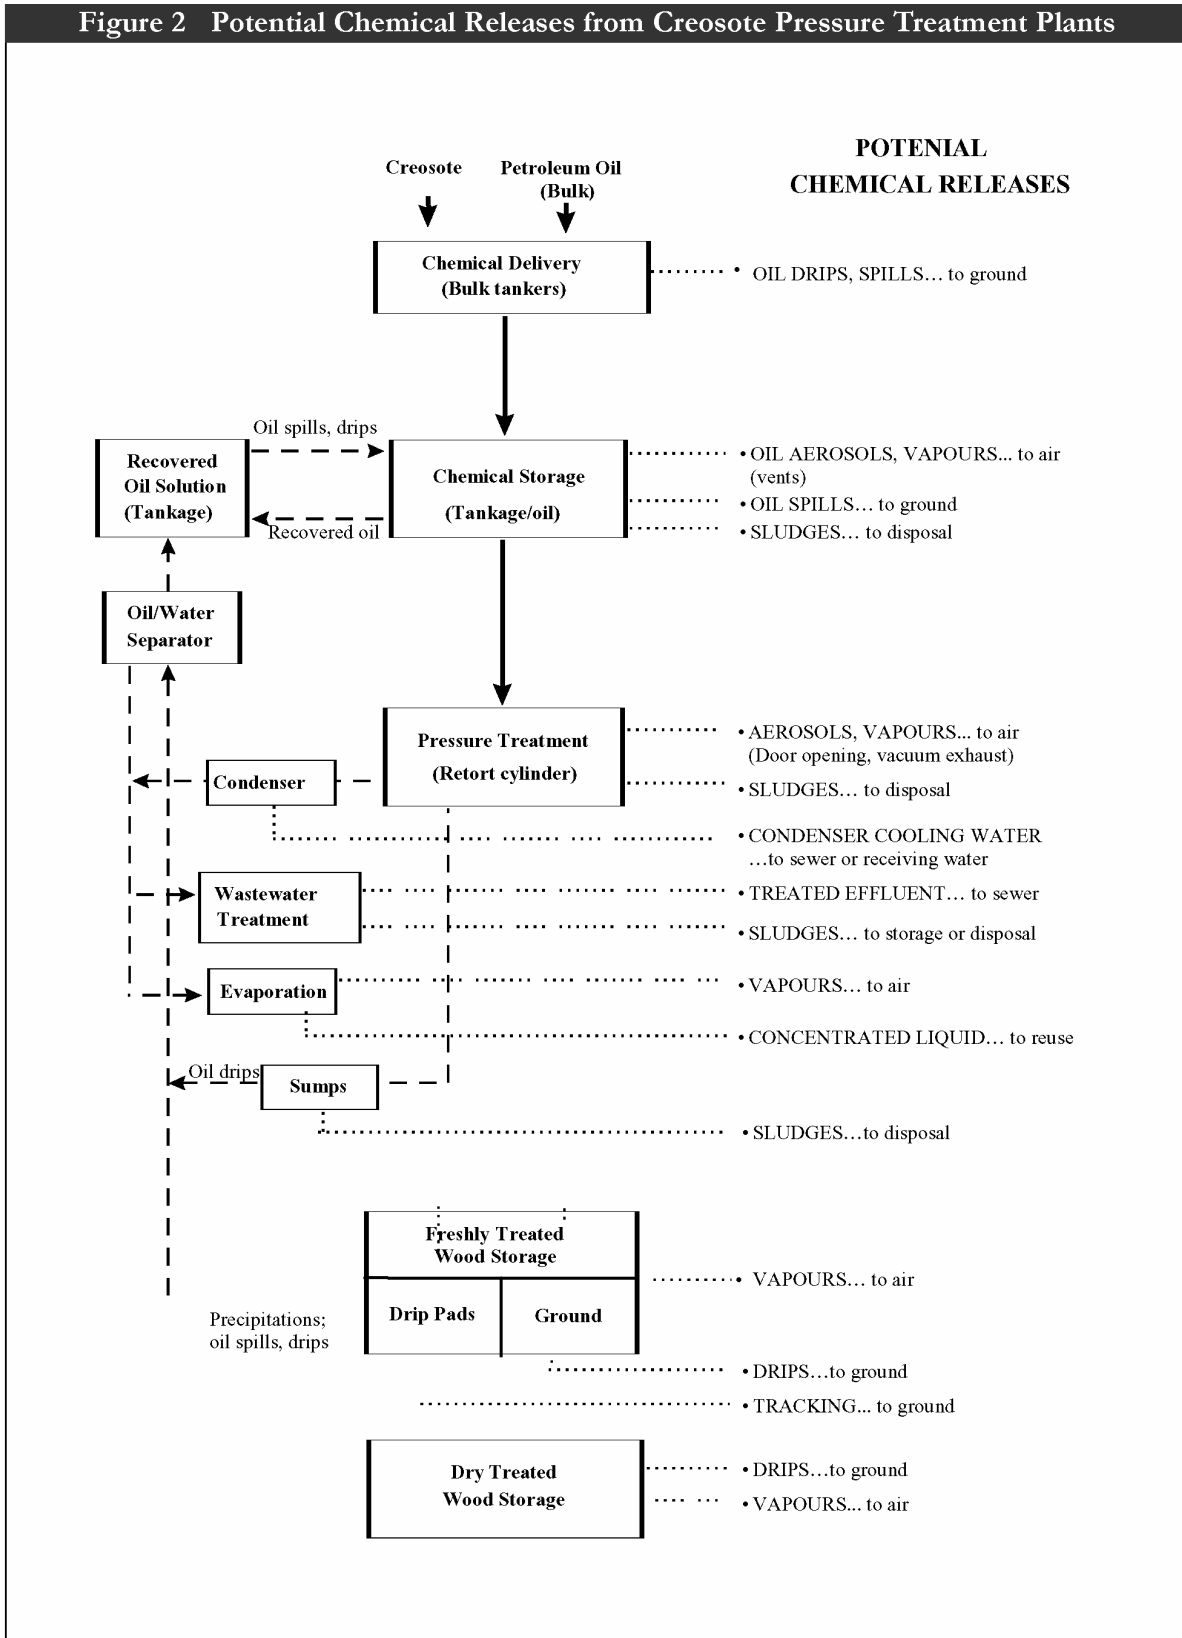 Figure 2 Potential Chemical Releases from Creosote Pressure Treatment Plants
POTENIAL
CHEMICAL RELEASES
Creosote
Petroleum Oil
(Bulk)
Chemical Delivery
(Bulk tankers)
• OIL DRIPS, SPILLS… to ground
Oil spills, drips
Recovered
Oil Solution
(Tankage)
Chemical Storage
(Tankage/oil)
Recovered oil
• OIL AEROSOLS, VAPOURS... to air
(vents)
• OIL SPILLS… to ground
• SLUDGES… to disposal
Oil/Water
Separator
Pressure Treatment
(Retort cylinder)
• AEROSOLS, VAPOURS... to air
(Door opening, vacuum exhaust)
• SLUDGES… to disposal
Condenser
• CONDENSER COOLING WATER
…to sewer or receiving water
Wastewater
Treatment
• TREATED EFFLUENT… to sewer
• SLUDGES… to storage or disposal
Evaporation
• VAPOURS… to air
• CONCENTRATED LIQUID… to reuse
Oil drips
Sumps
• SLUDGES…to disposal
Freshly Treated
Wood Storage
Drip Pads
Ground
• VAPOURS… to air
Precipitations;
oil spills, drips
• DRIPS…to ground
• TRACKING... to ground
Dry Treated
Wood Storage
• DRIPS…to ground
• VAPOURS... to air